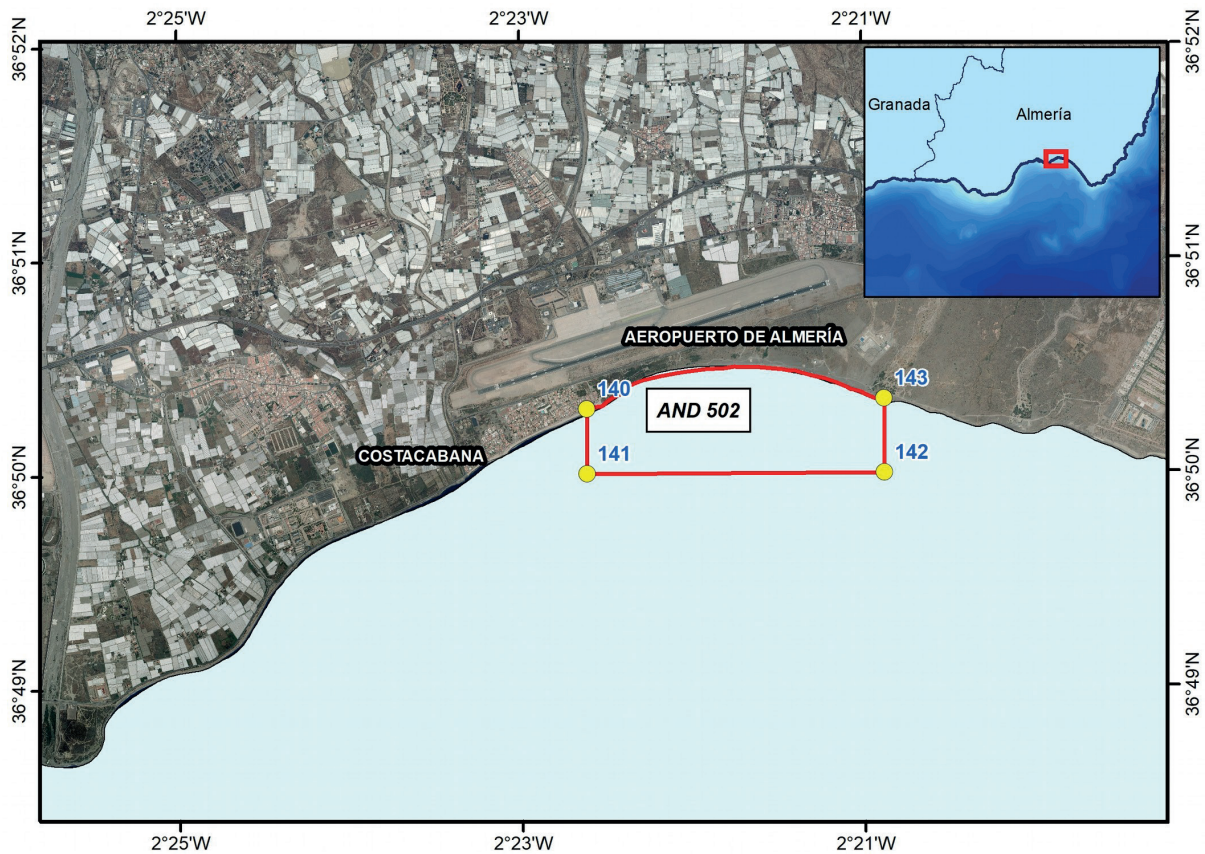 2°25'W
2°23'W
2°21'W
36°52'N
36°52'N
Granada
Almería
36°51'N
36°51'N
AEROPUERTO DE ALMERÍA
140
143
AND 502
COSTACABANA
141
142
36°50'N
36°50'N
36°49'N
36°49'N
2°25'W
2°23'W
2°21'W